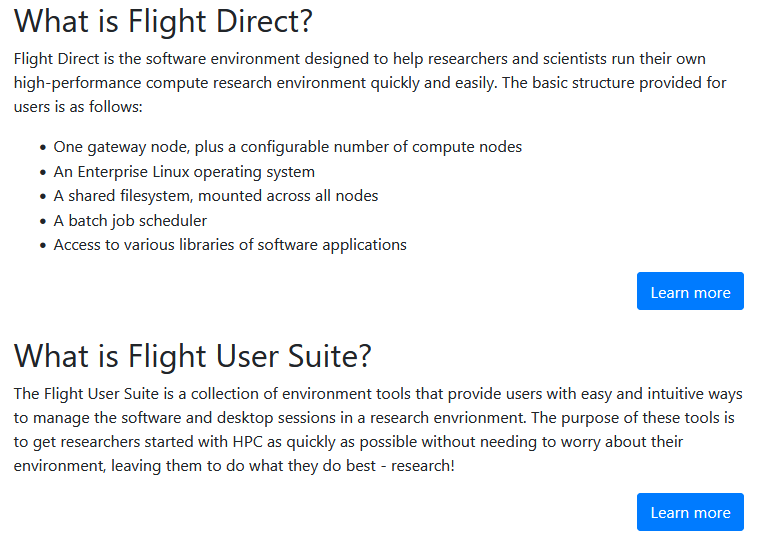 What is Flight Direct?
Flight Direct is the software environment designed to help researchers and scientists run their own
high-performance compute research environment quickly and easily. The basic structure provided for
users is as follows:
• One gateway node, plus a configurable number of compute nodes
• An Enterprise Linux operating system
• A shared filesystem, mounted across all nodes
• A batch job scheduler
• Access to various libraries of software applications
Learn more
What is Flight User Suite?
The Flight User Suite is a collection of environment tools that provide users with easy and intuitive ways
to manage the software and desktop sessions in a research envrionment. The purpose of these tools is
to get researchers started with HPC as quickly as possible without needing to worry about their
environment, leaving them to do what they do best - research!
Learn more